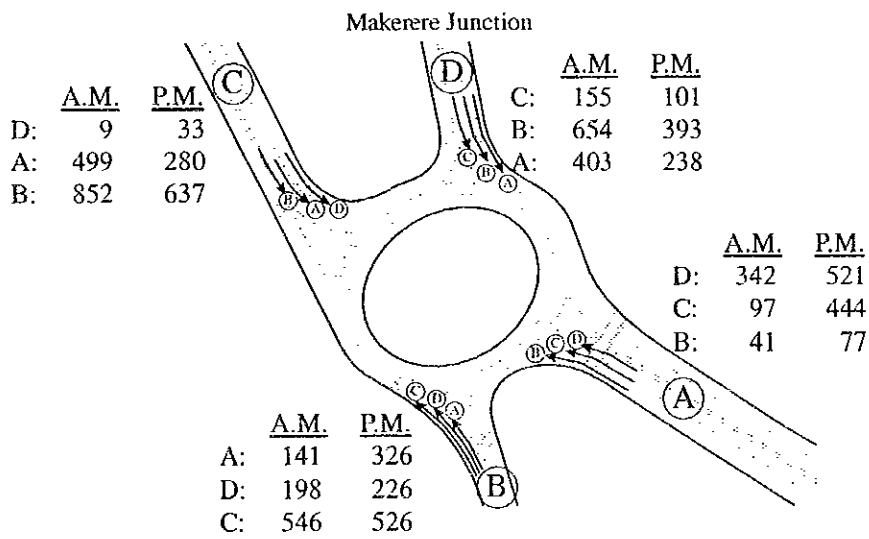 Makerere Junction
C
A.M. P.M.
D: 9 33
A: 499 280
B: 852 637
B A D
D
A.M. P.M.
C: 155 101
B: 654 393
A: 403 238
C B A
A.M. P.M.
D: 342 521
C: 97 444
B: 41 77
B C D
A
C D A
A.M. P.M.
A: 141 326
D: 198 226
C: 546 526
B